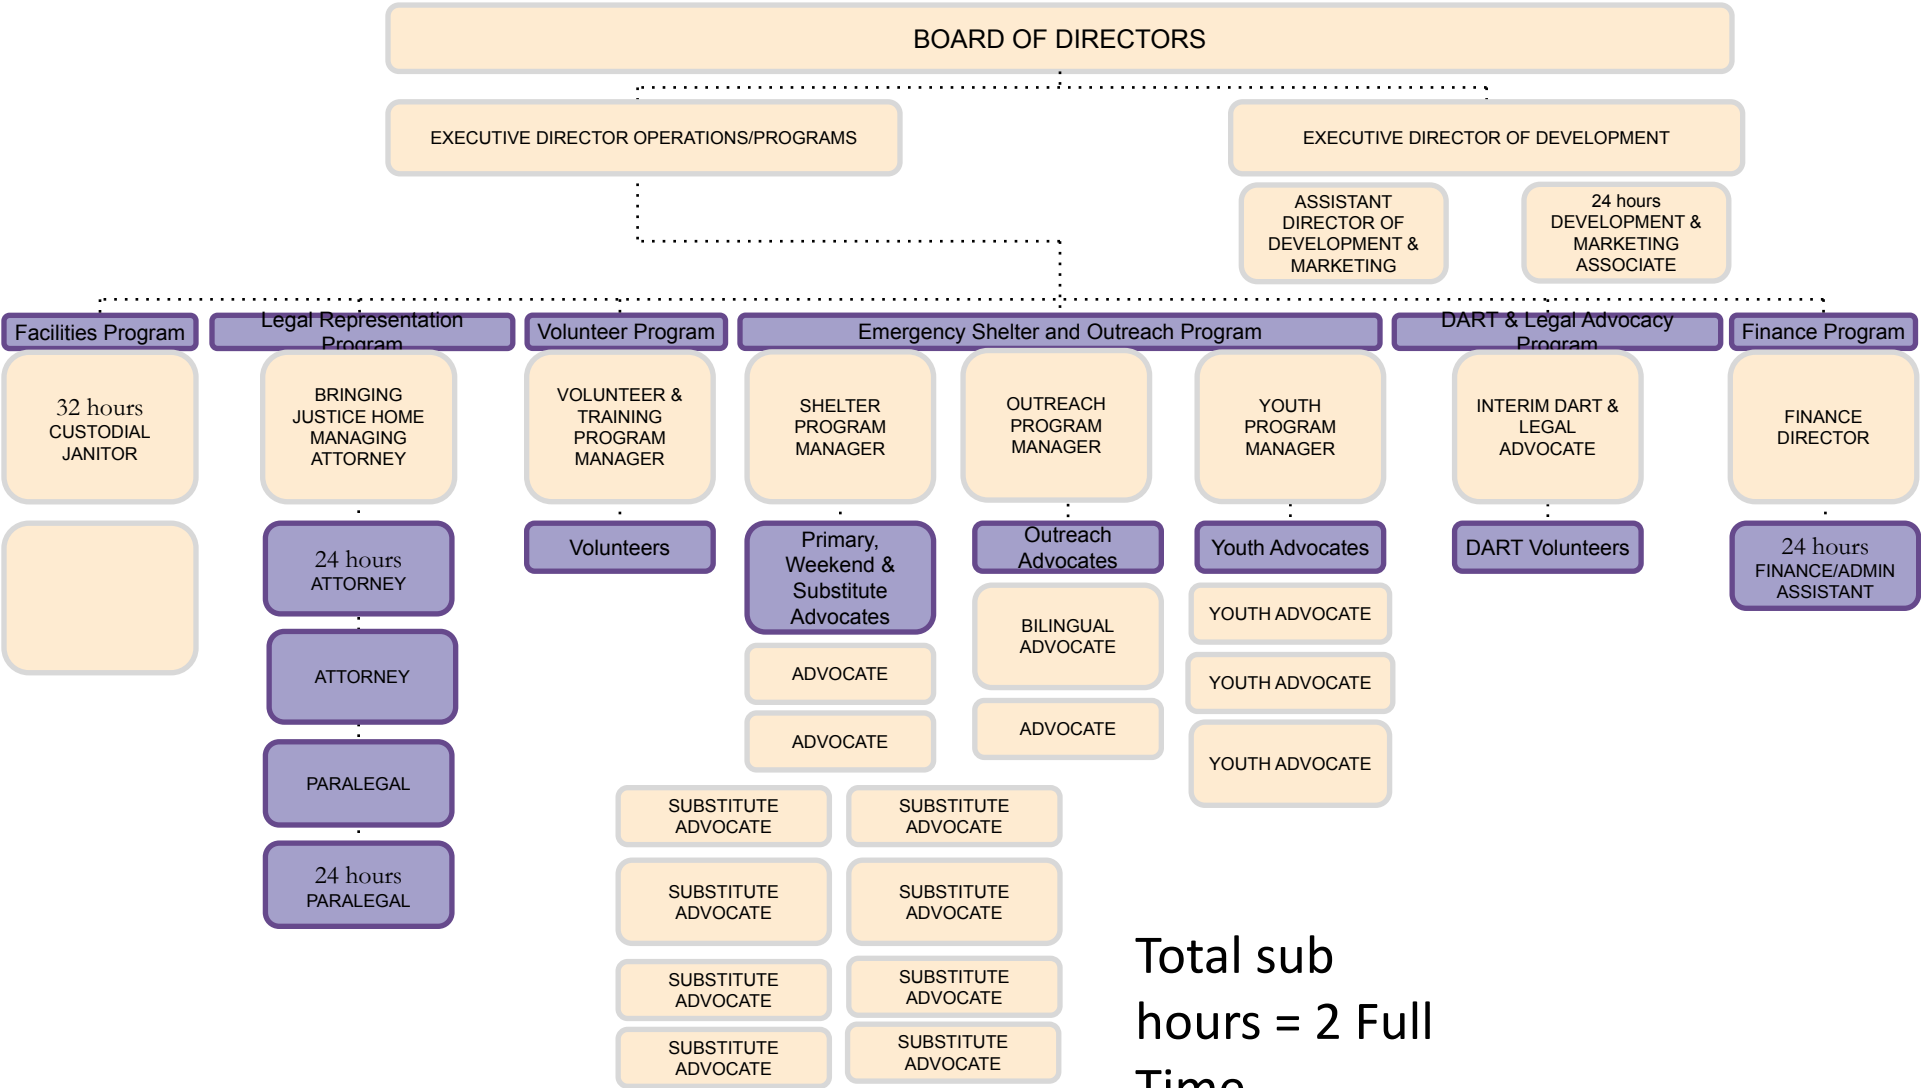 BOARD OF DIRECTORS
EXECUTIVE DIRECTOR OPERATIONS/PROGRAMS
EXECUTIVE DIRECTOR OF DEVELOPMENT
ASSISTANT
DIRECTOR OF
DEVELOPMENT &
MARKETING
24 hours
DEVELOPMENT &
MARKETING
ASSOCIATE
Facilities Program
Legal Representation
Program
Volunteer Program
Emergency Shelter and Outreach Program
DART & Legal Advocacy
Program
Finance Program
32 hours
CUSTODIAL
JANITOR
BRINGING
JUSTICE HOME
MANAGING
ATTORNEY
VOLUNTEER &
TRAINING
PROGRAM
MANAGER
SHELTER
PROGRAM
MANAGER
OUTREACH
PROGRAM
MANAGER
YOUTH
PROGRAM
MANAGER
INTERIM DART &
LEGAL
ADVOCATE
FINANCE
DIRECTOR
24 hours
ATTORNEY
ATTORNEY
PARALEGAL
24 hours
PARALEGAL
Volunteers
Primary,
Weekend &
Substitute
Advocates
ADVOCATE
ADVOCATE
Outreach
Advocates
BILINGUAL
ADVOCATE
ADVOCATE
Youth Advocates
YOUTH ADVOCATE
YOUTH ADVOCATE
YOUTH ADVOCATE
DART Volunteers
24 hours
FINANCE/ADMIN
ASSISTANT
SUBSTITUTE
ADVOCATE
SUBSTITUTE
ADVOCATE
SUBSTITUTE
ADVOCATE
SUBSTITUTE
ADVOCATE
SUBSTITUTE
ADVOCATE
SUBSTITUTE
ADVOCATE
SUBSTITUTE
ADVOCATE
SUBSTITUTE
ADVOCATE
Total sub
hours = 2 Full
Time